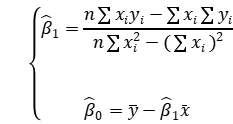 β̂₁ = (n∑xᵢyᵢ − ∑xᵢ∑yᵢ) / (n∑xᵢ² − (∑xᵢ)²)
β̂₀ = ȳ − β̂₁x̄